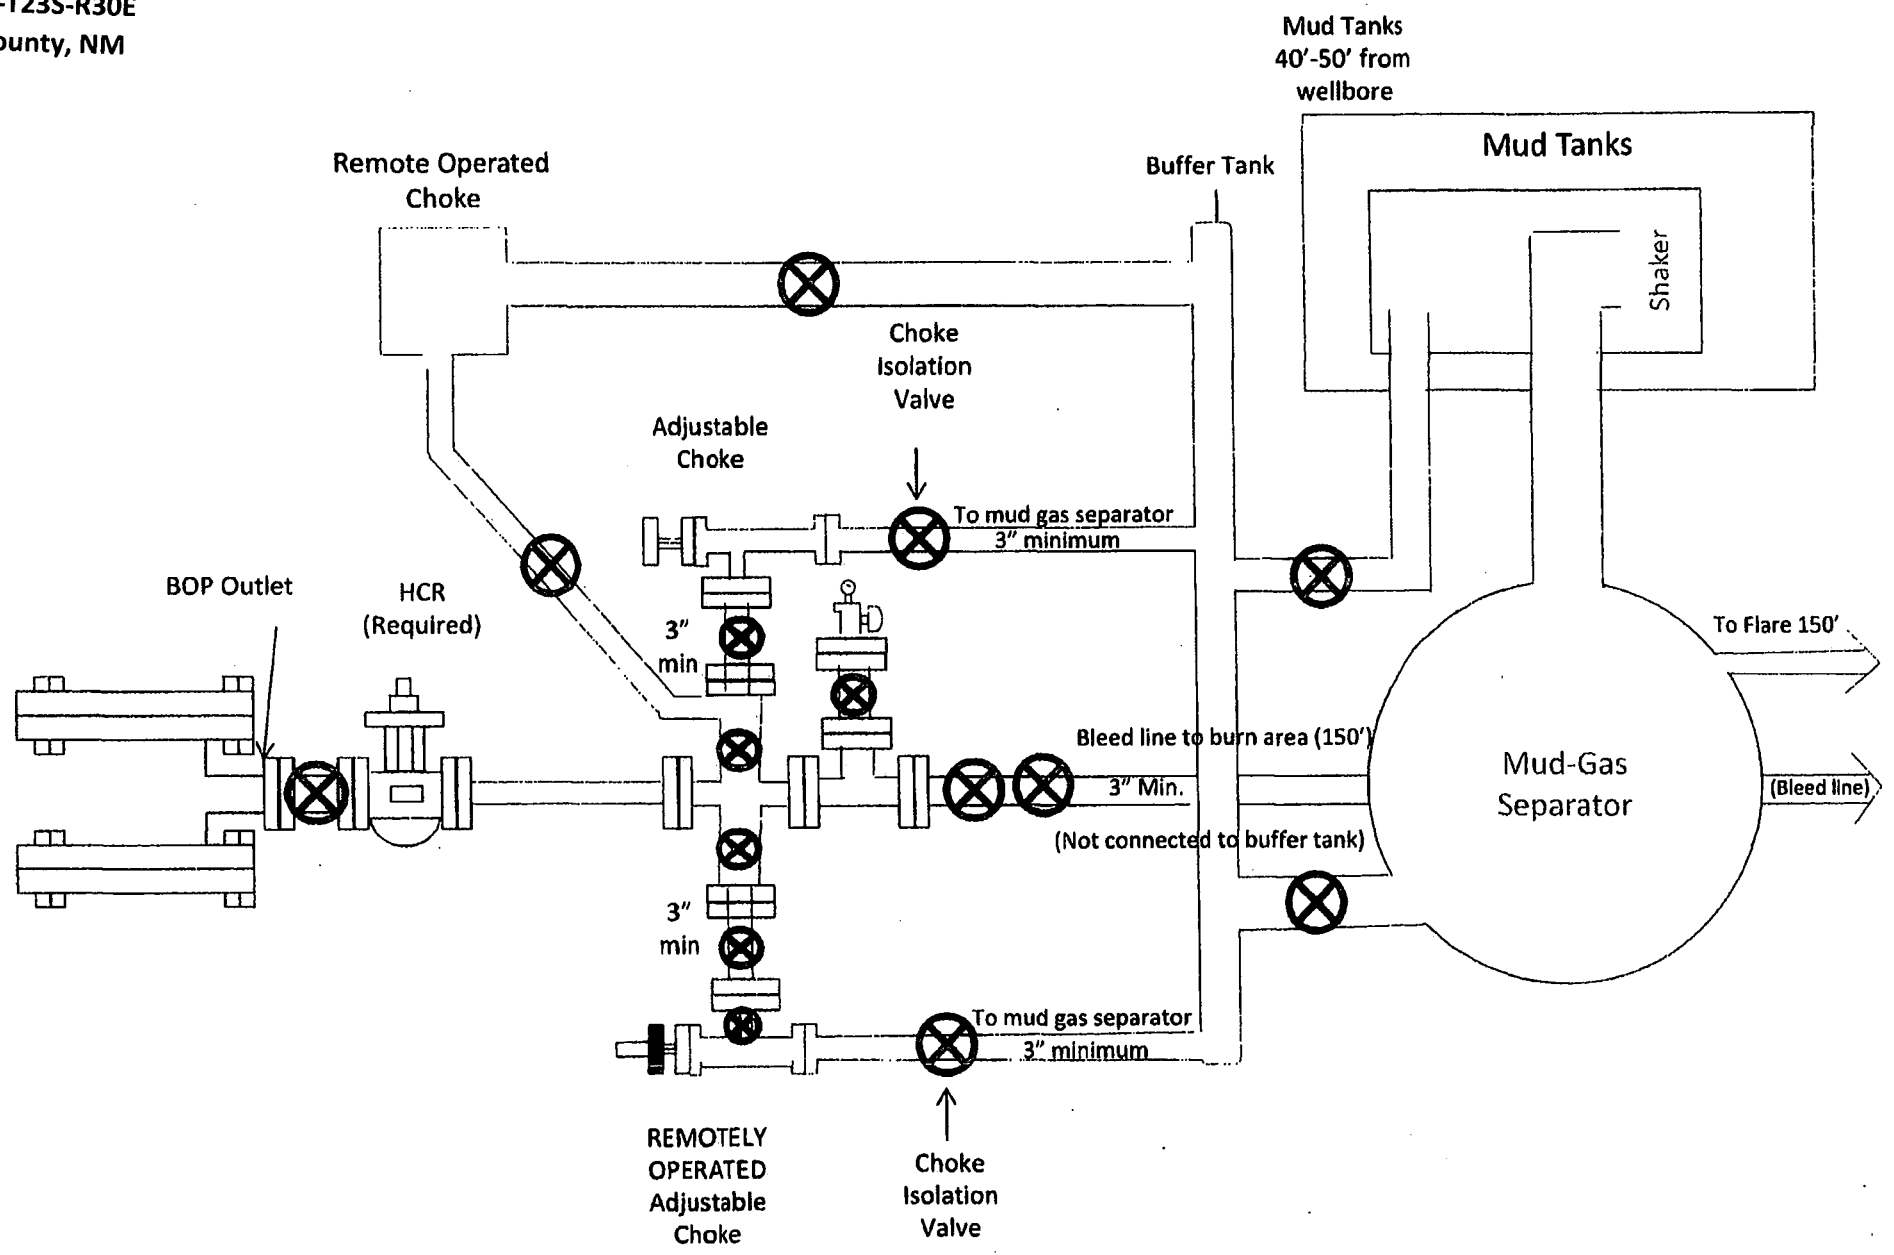 -T23S-R30E
ounty, NM
Mud Tanks
40'-50' from
wellbore
Mud Tanks
Shaker
Remote Operated
Choke
Buffer Tank
Choke
Isolation
Valve
Adjustable
Choke
To mud gas separator
3" minimum
BOP Outlet
HCR
(Required)
3"
min
To Flare 150'
Bleed line to burn area (150')
3" Min.
Mud-Gas
Separator
(Bleed line)
(Not connected to buffer tank)
3"
min
To mud gas separator
3" minimum
REMOTELY
OPERATED
Adjustable
Choke
Choke
Isolation
Valve